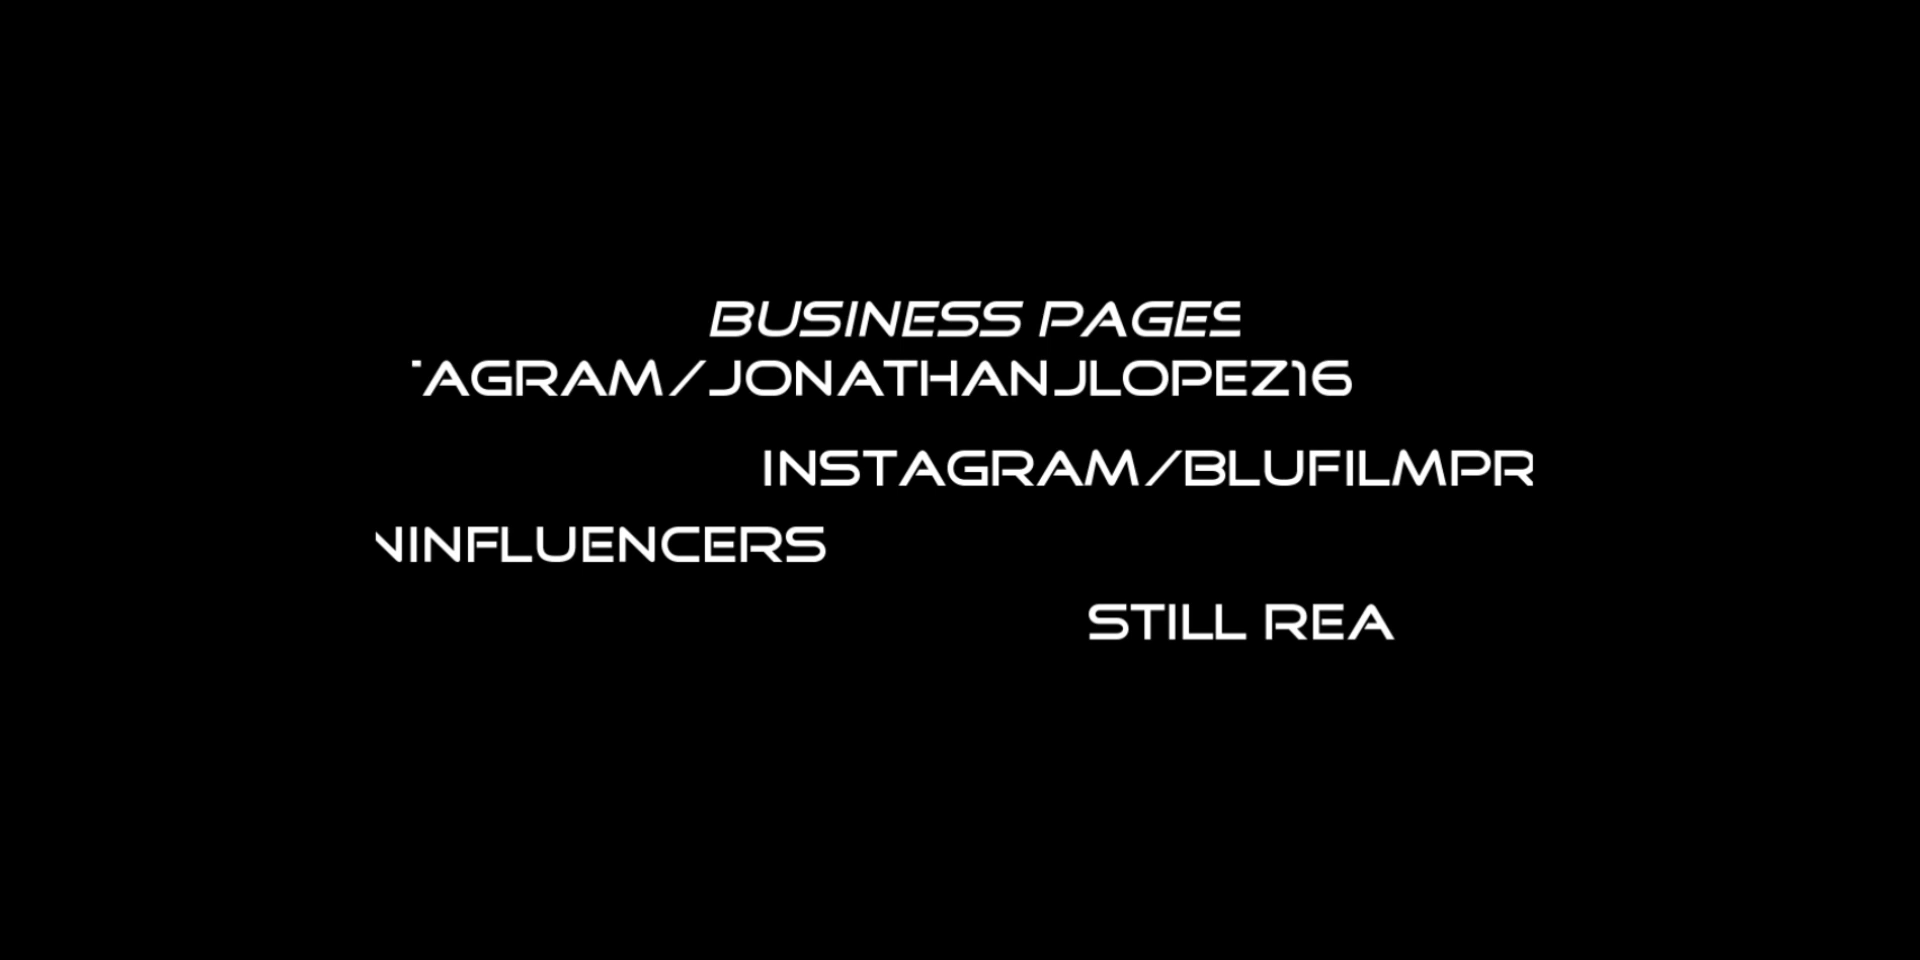 BUSINESS PAGES
TAGRAM/JONATHANJLOPEZ16
INSTAGRAM/BLUFILMPR
NINFLUENCERS
STILL REA